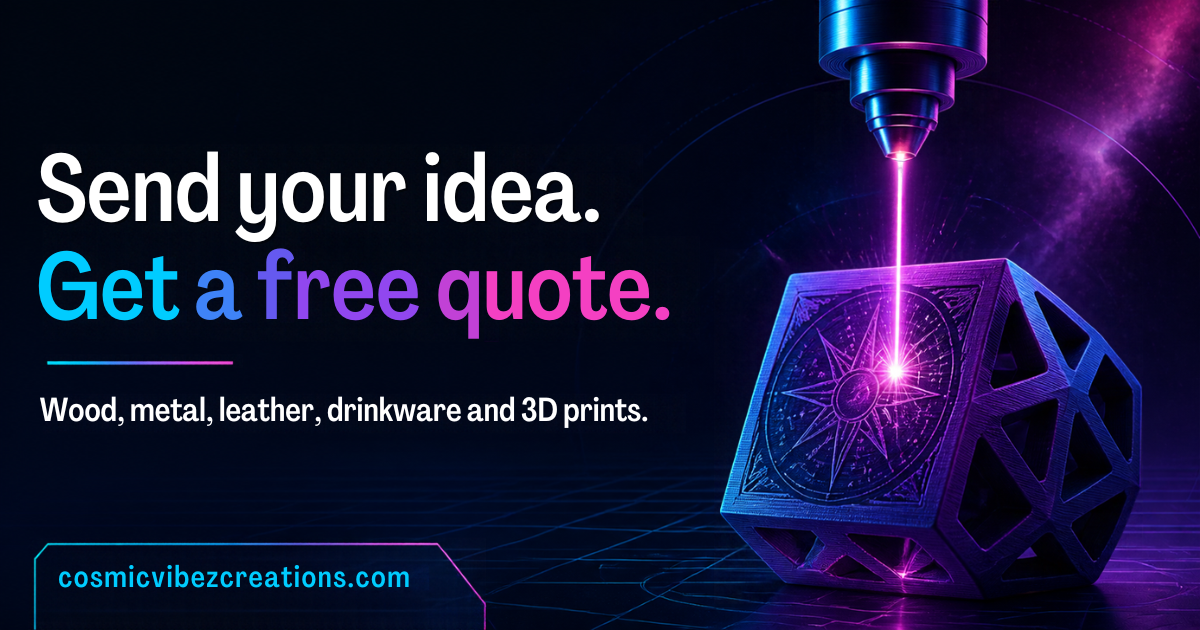 Send your idea.
Get a free quote.
Wood, metal, leather, drinkware and 3D prints.
cosmicvibezcreations.com